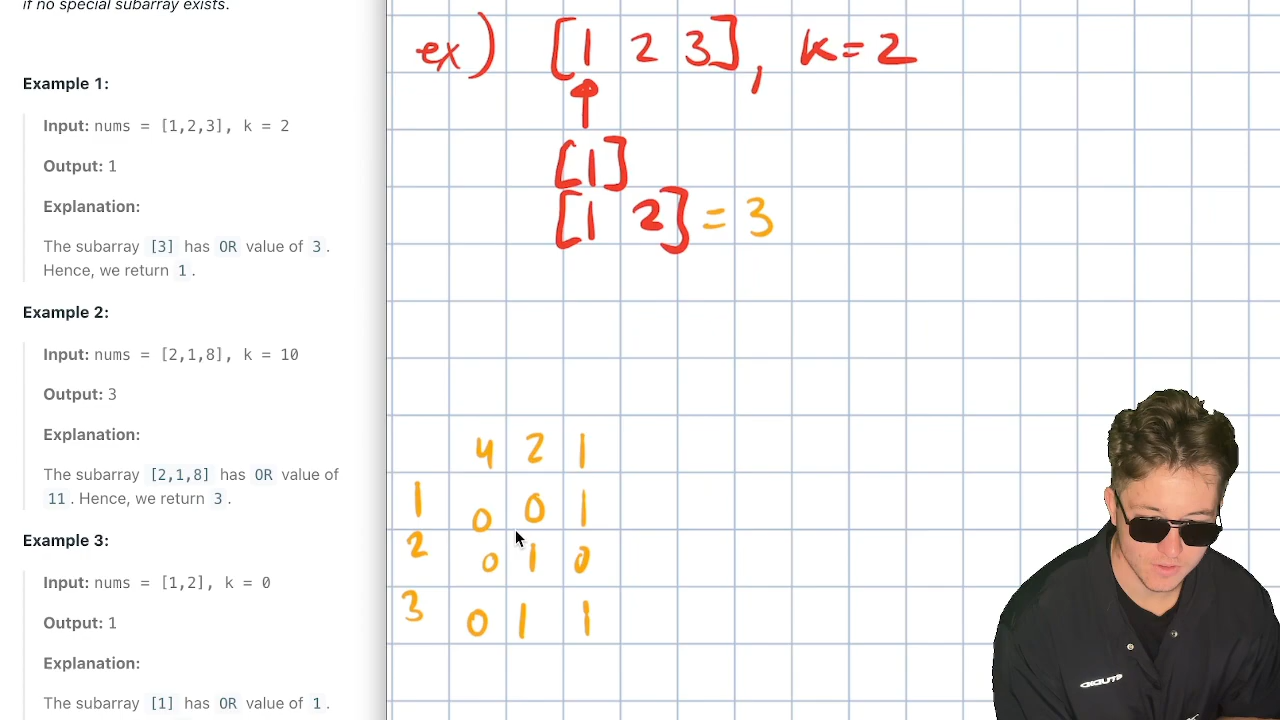 if no special subarray exists.
Example 1:
Input: nums = [1,2,3], k = 2
Output: 1
Explanation:
The subarray [3] has OR value of 3.
Hence, we return 1.
Example 2:
Input: nums = [2,1,8], k = 10
Output: 3
Explanation:
The subarray [2,1,8] has OR value of
11. Hence, we return 3.
Example 3:
Input: nums = [1,2], k = 0
Output: 1
Explanation:
The subarray [1] has OR value of 1.
ex) [1 2 3], k=2
[1]
[1 2] = 3
4 2 1
1 0 0 1
2 0 1 0
3 0 1 1